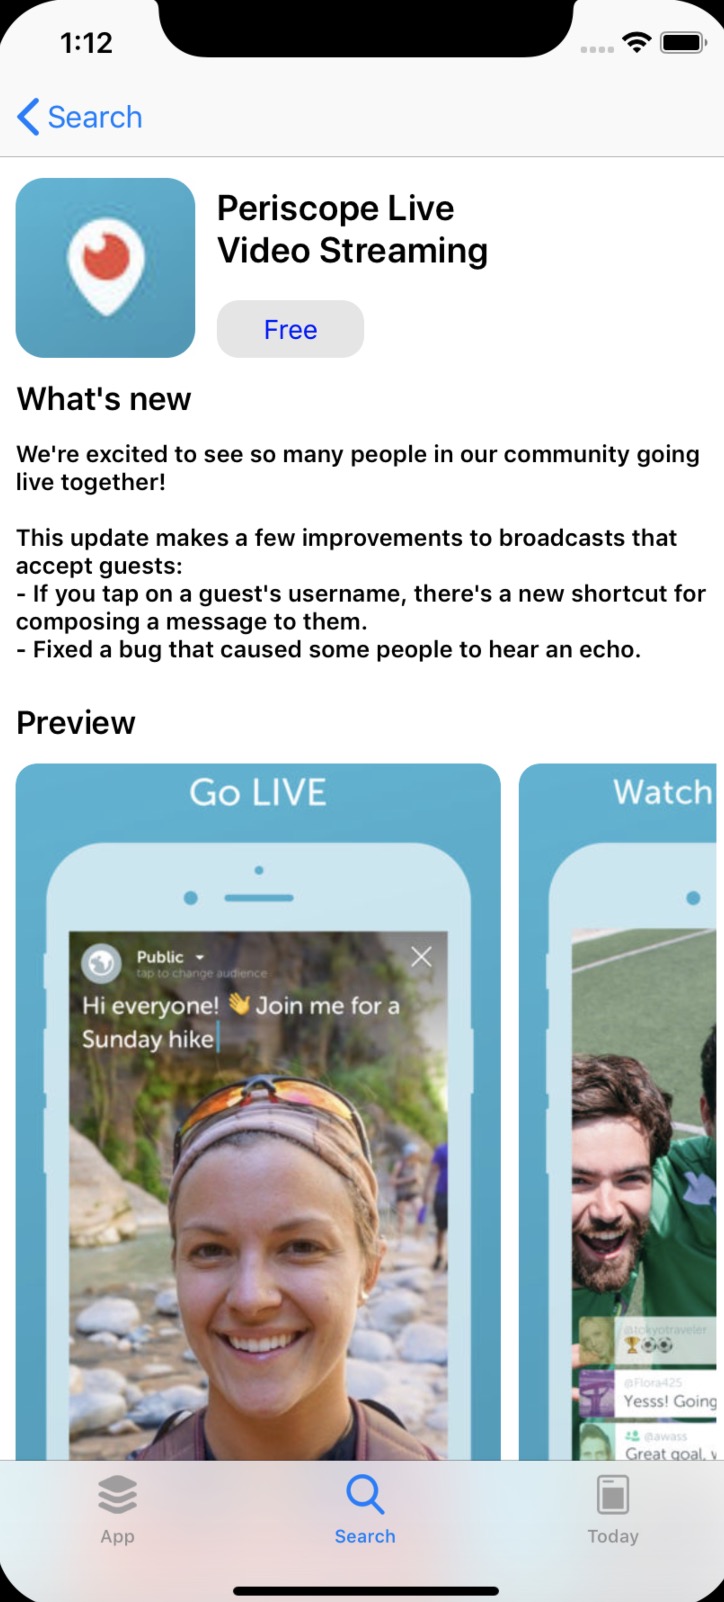 1:12
Search
Periscope Live
Video Streaming
Free
What's new
We're excited to see so many people in our community going
live together!
This update makes a few improvements to broadcasts that
accept guests:
- If you tap on a guest's username, there's a new shortcut for
composing a message to them.
- Fixed a bug that caused some people to hear an echo.
Preview
Go LIVE
Public
tap to change audience
Hi everyone! 👋 Join me for a
Sunday hike
Watch
@tokyotraveler
🏆⚽⚽
@Flora425
Yesss! Going
@awass
Great goal,
App
Search
Today